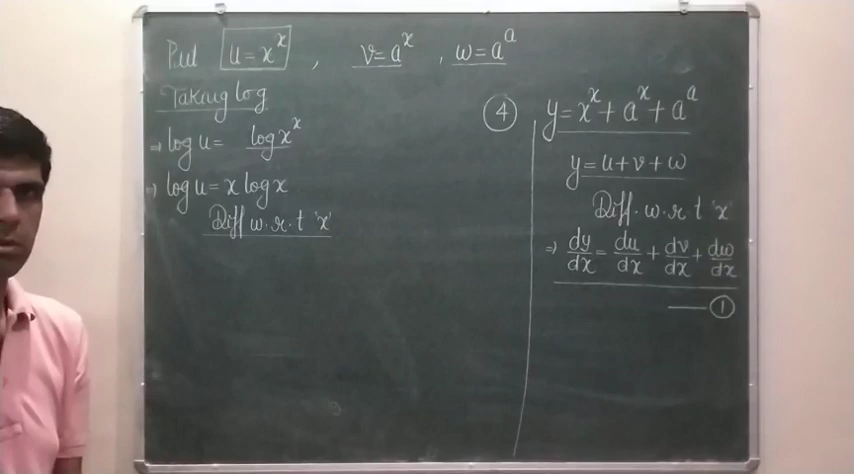 Put u = x^x , v = a^x , w = a^a
Taking log
⇒ log u = log x^x
⇒ log u = x log x
Diff w.r.t 'x'
④ y = x^x + a^x + a^a
y = u + v + w
Diff. w.r.t 'x'
⇒ dy/dx = du/dx + dv/dx + dw/dx
—— ①